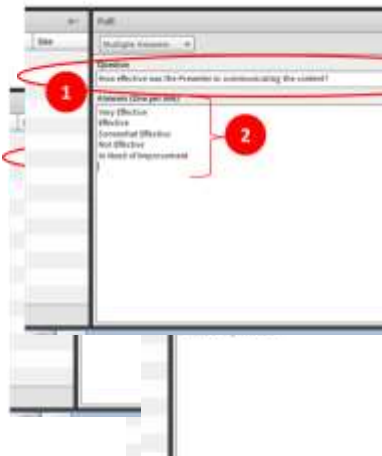 Size
Poll
Multiple Answers
Question
How effective was the Presenter in communicating the content?
1
Answers (One per line)
Very Effective
Effective
Somewhat Effective
Not Effective
In Need of Improvement
2